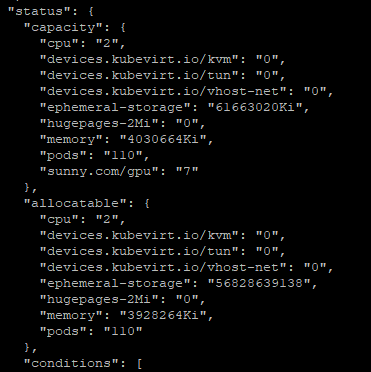 "status": {
"capacity": {
"cpu": "2",
"devices.kubevirt.io/kvm": "0",
"devices.kubevirt.io/tun": "0",
"devices.kubevirt.io/vhost-net": "0",
"ephemeral-storage": "61663020Ki",
"hugepages-2Mi": "0",
"memory": "4030664Ki",
"pods": "110",
"sunny.com/gpu": "7"
},
"allocatable": {
"cpu": "2",
"devices.kubevirt.io/kvm": "0",
"devices.kubevirt.io/tun": "0",
"devices.kubevirt.io/vhost-net": "0",
"ephemeral-storage": "56828639138",
"hugepages-2Mi": "0",
"memory": "3928264Ki",
"pods": "110"
},
"conditions": [